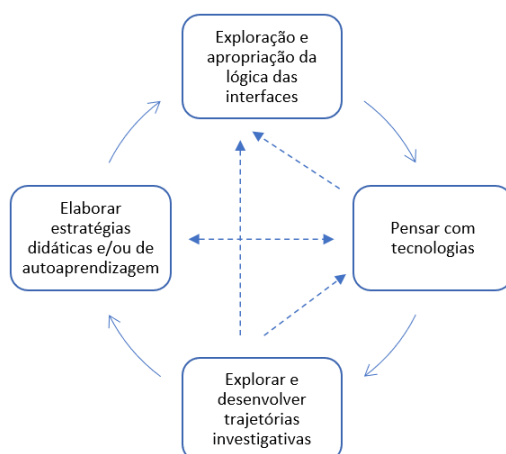 Exploração e
apropriação da
lógica das
interfaces
Elaborar
estratégias
didáticas e/ou de
autoaprendizagem
Pensar com
tecnologias
Explorar e
desenvolver
trajetórias
investigativas